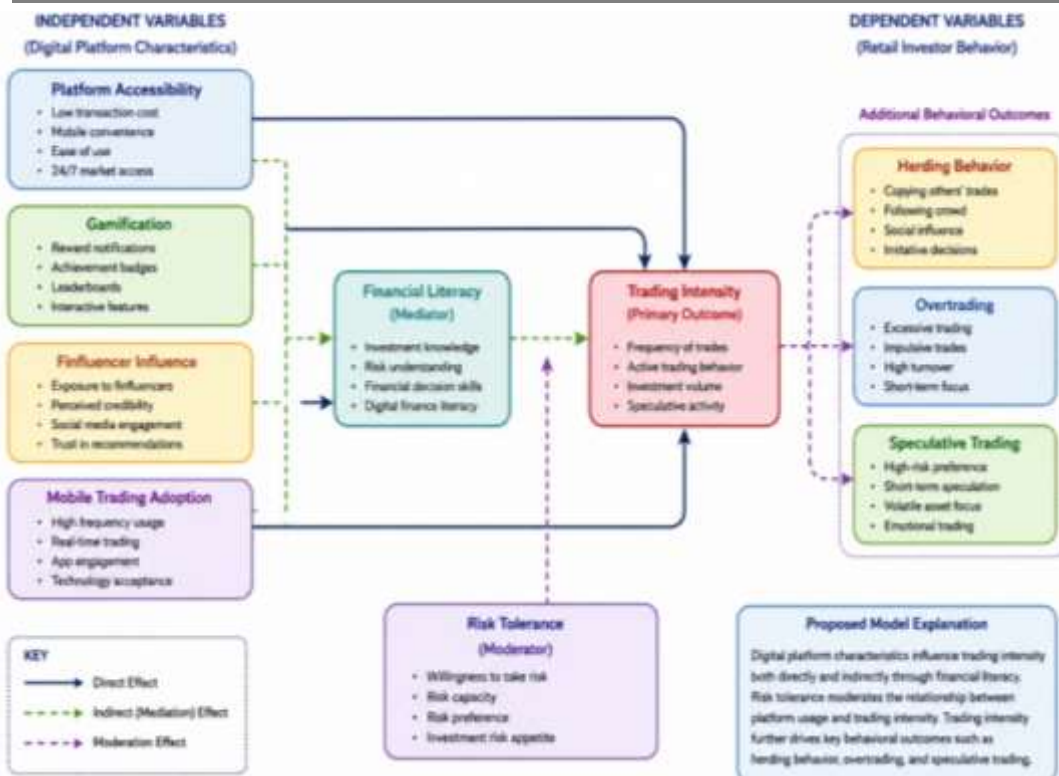 INDEPENDENT VARIABLES
(Digital Platform Characteristics)
Platform Accessibility
• Low transaction cost
• Mobile convenience
• Ease of use
• 24/7 market access
Gamification
• Reward notifications
• Achievement badges
• Leaderboards
• Interactive features
Finfluencer Influence
• Exposure to finfluencers
• Perceived credibility
• Social media engagement
• Trust in recommendations
Mobile Trading Adoption
• High frequency usage
• Real-time trading
• App engagement
• Technology acceptance
KEY
Direct Effect
Indirect (Mediation) Effect
Moderation Effect
Financial Literacy
(Mediator)
• Investment knowledge
• Risk understanding
• Financial decision skills
• Digital finance literacy
Trading Intensity
(Primary Outcome)
• Frequency of trades
• Active trading behavior
• Investment volume
• Speculative activity
Risk Tolerance
(Moderator)
• Willingness to take risk
• Risk capacity
• Risk preference
• Investment risk appetite
DEPENDENT VARIABLES
(Retail Investor Behavior)
Additional Behavioral Outcomes
Herding Behavior
• Copying others' trades
• Following crowd
• Social influence
• Imitative decisions
Overtrading
• Excessive trading
• Impulsive trades
• High turnover
• Short-term focus
Speculative Trading
• High-risk preference
• Short-term speculation
• Volatile asset focus
• Emotional trading
Proposed Model Explanation
Digital platform characteristics influence trading intensity
both directly and indirectly through financial literacy.
Risk tolerance moderates the relationship between
platform usage and trading intensity. Trading intensity
further drives key behavioral outcomes such as
herding behavior, overtrading, and speculative trading.